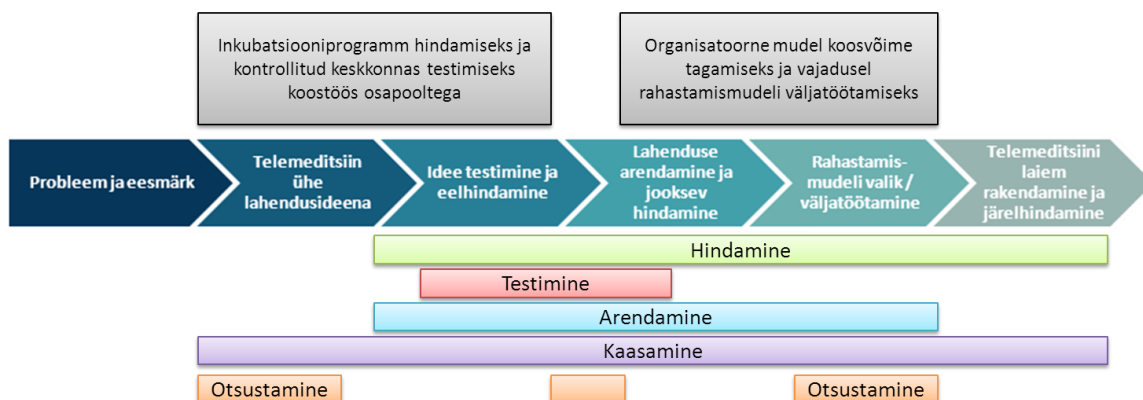 Inkubatsiooniprogramm hindamiseks ja
kontrollitud keskkonnas testimiseks
koostöös osapooltega
Organisatoorne mudel koosvõime
tagamiseks ja vajadusel
rahastamismudeli väljatöötamiseks
Probleem ja eesmärk
Telemeditsiin
ühe
lahendusideena
Idee testimine ja
eelhindamine
Lahenduse
arendamine ja
jooksev
hindamine
Rahastamis-
mudeli valik /
väljatöötamine
Telemeditsiini
laiem
rakendamine ja
järelhindamine
Hindamine
Testimine
Arendamine
Kaasamine
Otsustamine
Otsustamine